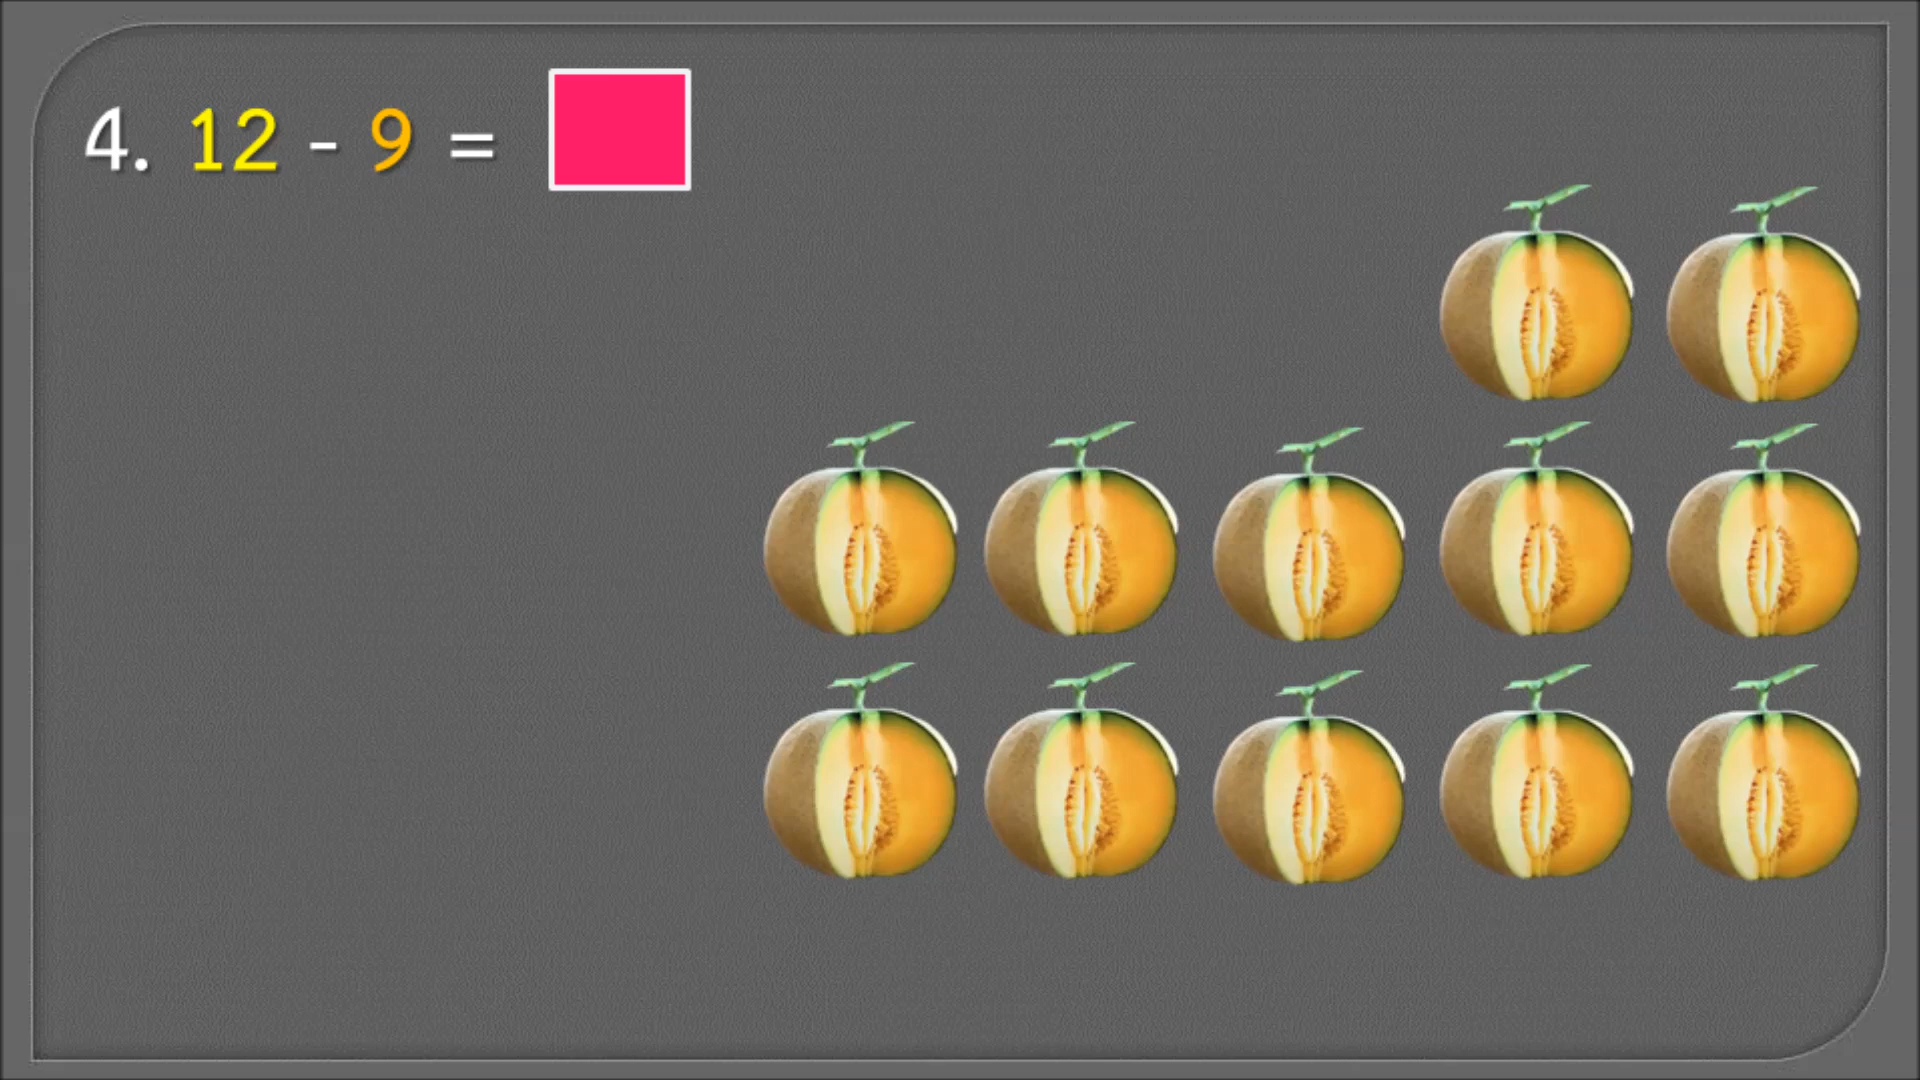 4. 12 - 9 =